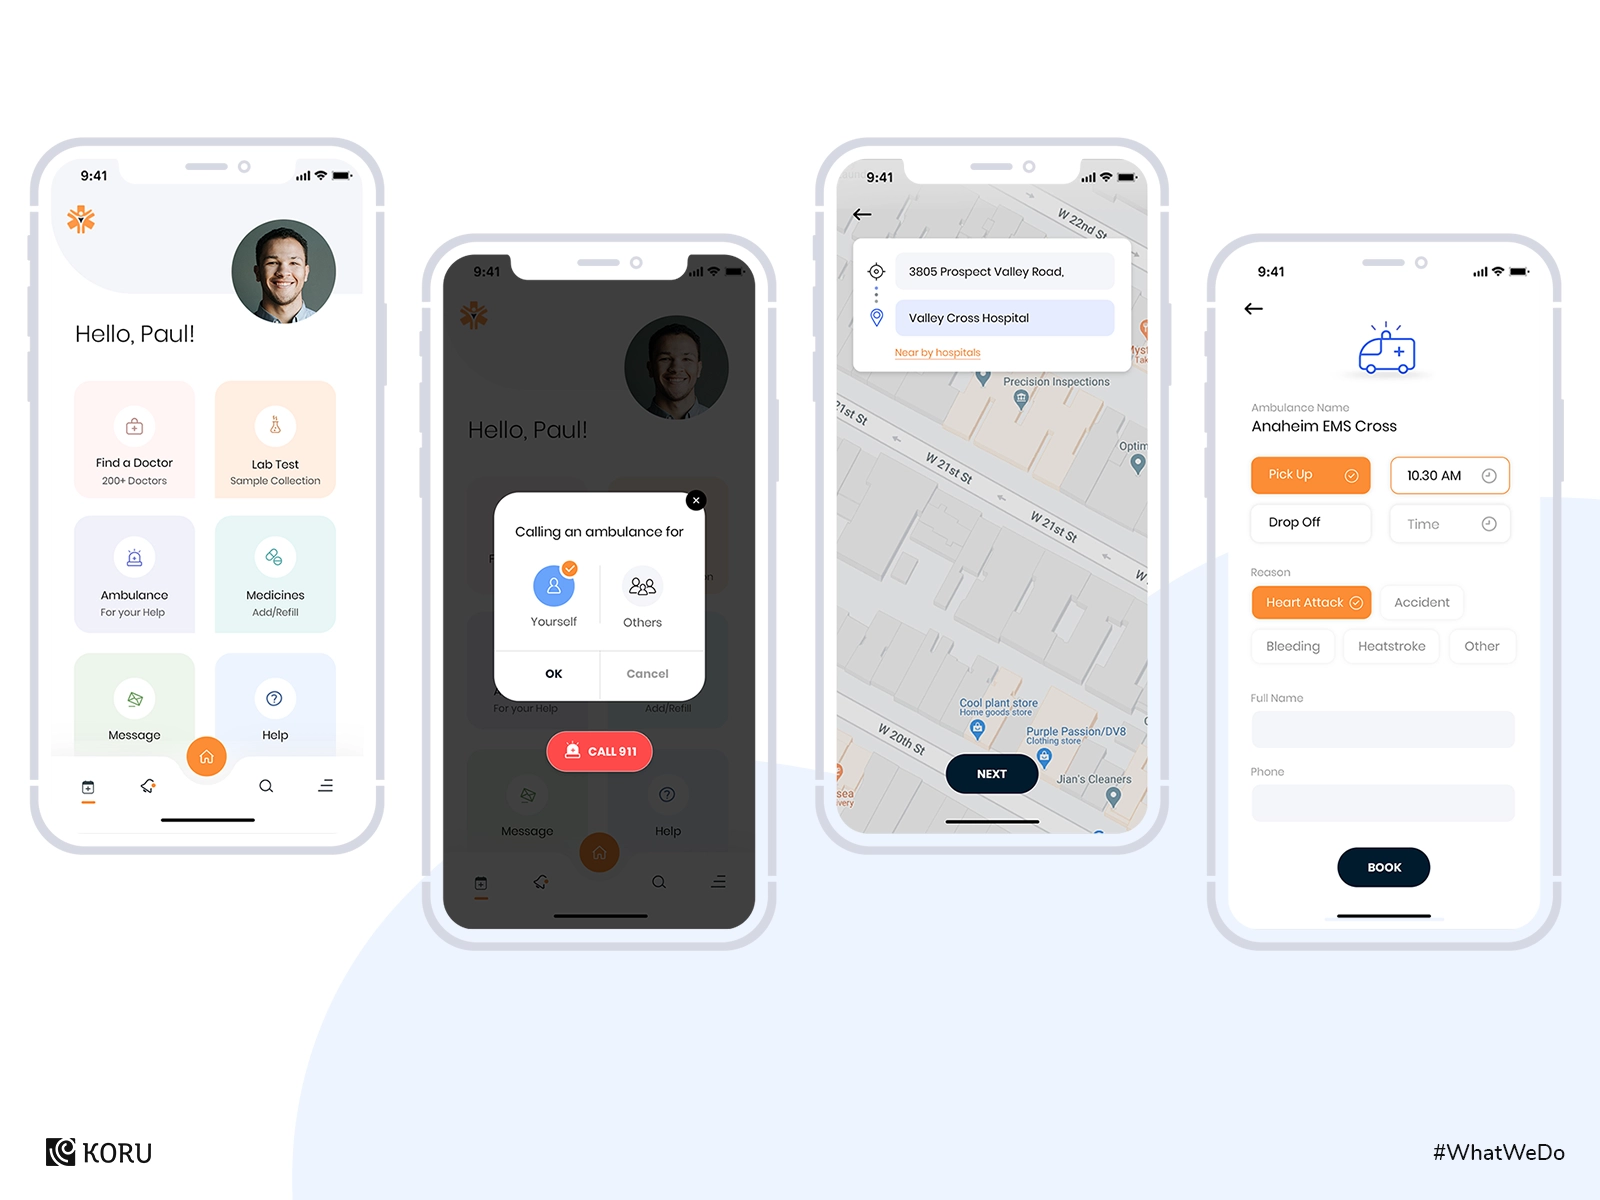 9:41
Hello, Paul!
Find a Doctor
200+ Doctors
Lab Test
Sample Collection
Ambulance
For your Help
Medicines
Add/Refill
Message
Help
9:41
Hello, Paul!
Calling an ambulance for
Yourself
Others
OK
Cancel
For your Help
Add/Refill
CALL 911
Message
Help
9:41
W 22nd St
3805 Prospect Valley Road,
Valley Cross Hospital
Near by hospitals
Precision Inspections
21st St
W 21st St
W 21st St
W
Optim
Cool plant store
Home goods store
Purple Passion/DV8
Clothing store
W 20th St
NEXT
Jian's Cleaners
9:41
Ambulance Name
Anaheim EMS Cross
Pick Up
10.30 AM
Drop Off
Time
Reason
Heart Attack
Accident
Bleeding
Heatstroke
Other
Full Name
Phone
BOOK
KORU
#WhatWeDo